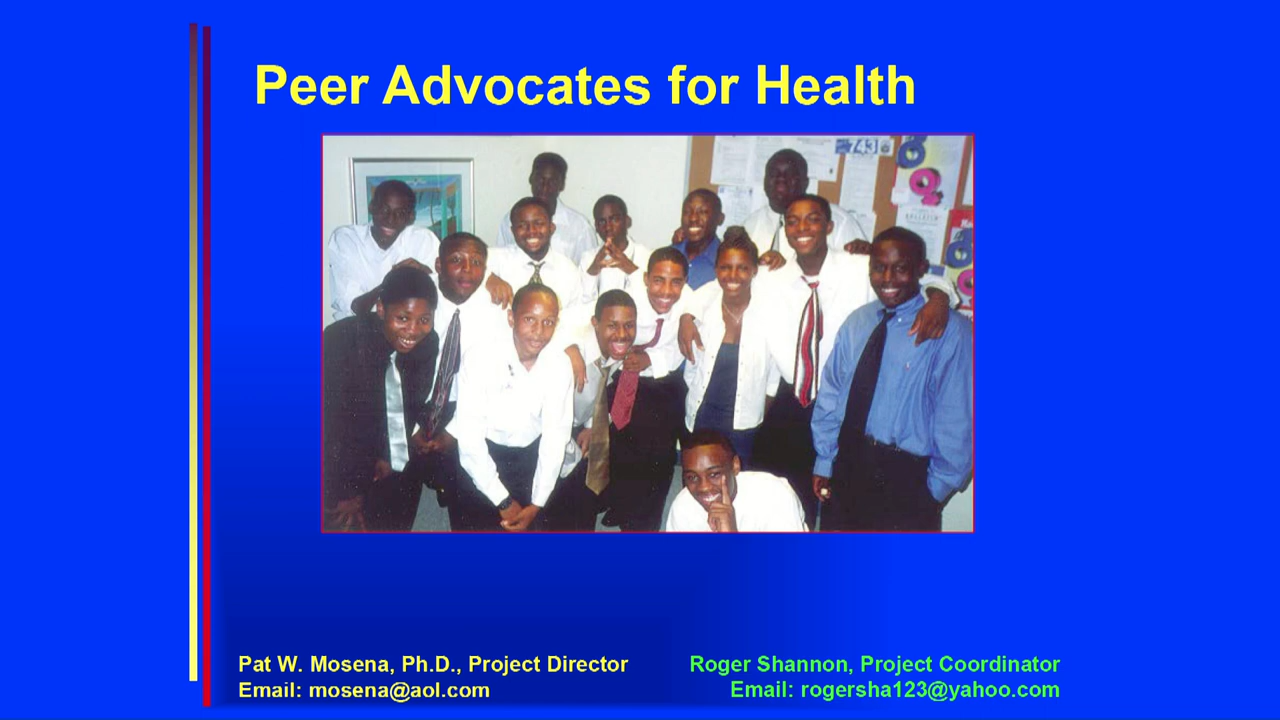 Peer Advocates for Health
743
Pat W. Mosena, Ph.D., Project Director
Email: mosena@aol.com
Roger Shannon, Project Coordinator
Email: rogersha123@yahoo.com